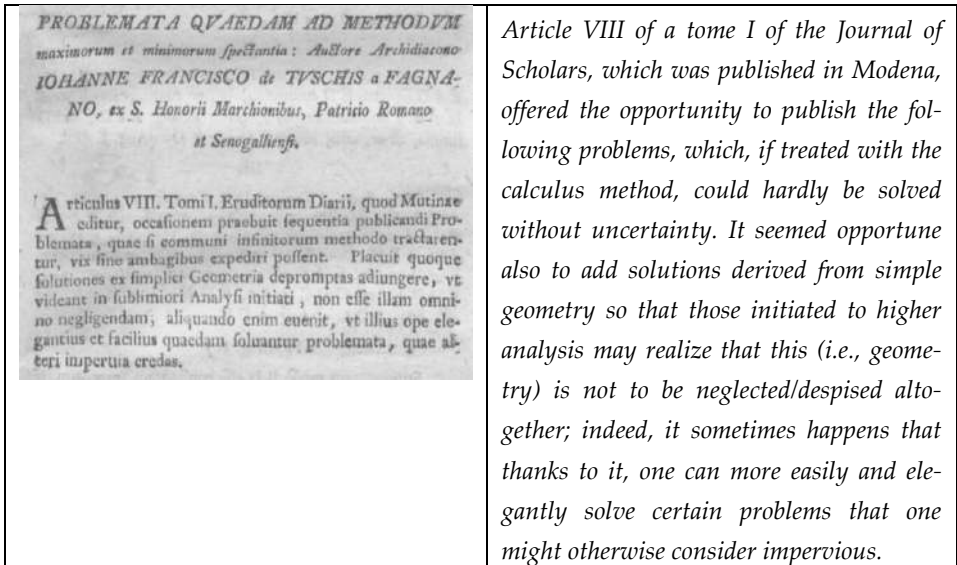 PROBLEMATA QVAEDAM AD METHODVM
maximorum et minimorum ſpectantia: Auctore Archidiacono
IOHANNE FRANCISCO de TVSCHIS a FAGNA-
NO, ex S. Honorii Marchionibus, Patritio Romano
et Senogallienſi.
Articulus VIII. Tomi I. Eruditorum Diarii, quod Mutinae
editur, occaſionem praebuit ſequentia publicandi Pro-
blemata, quae ſi communi infinitorum methodo tractaren-
tur, vix ſine ambagibus expediri poſſent. Placuit quoque
ſolutiones ex ſimplici Geometria depromptas adiungere, vt
videant in ſublimiori Analyſi initiati, non eſſe illam omni-
no negligendam; aliquando enim euenit, vt illius ope ele-
gantius et facilius quaedam ſoluantur problemata, quae al-
teri imperuia credas.
Article VIII of a tome I of the Journal of
Scholars, which was published in Modena,
offered the opportunity to publish the fol-
lowing problems, which, if treated with the
calculus method, could hardly be solved
without uncertainty. It seemed opportune
also to add solutions derived from simple
geometry so that those initiated to higher
analysis may realize that this (i.e., geome-
try) is not to be neglected/despised alto-
gether; indeed, it sometimes happens that
thanks to it, one can more easily and ele-
gantly solve certain problems that one
might otherwise consider impervious.